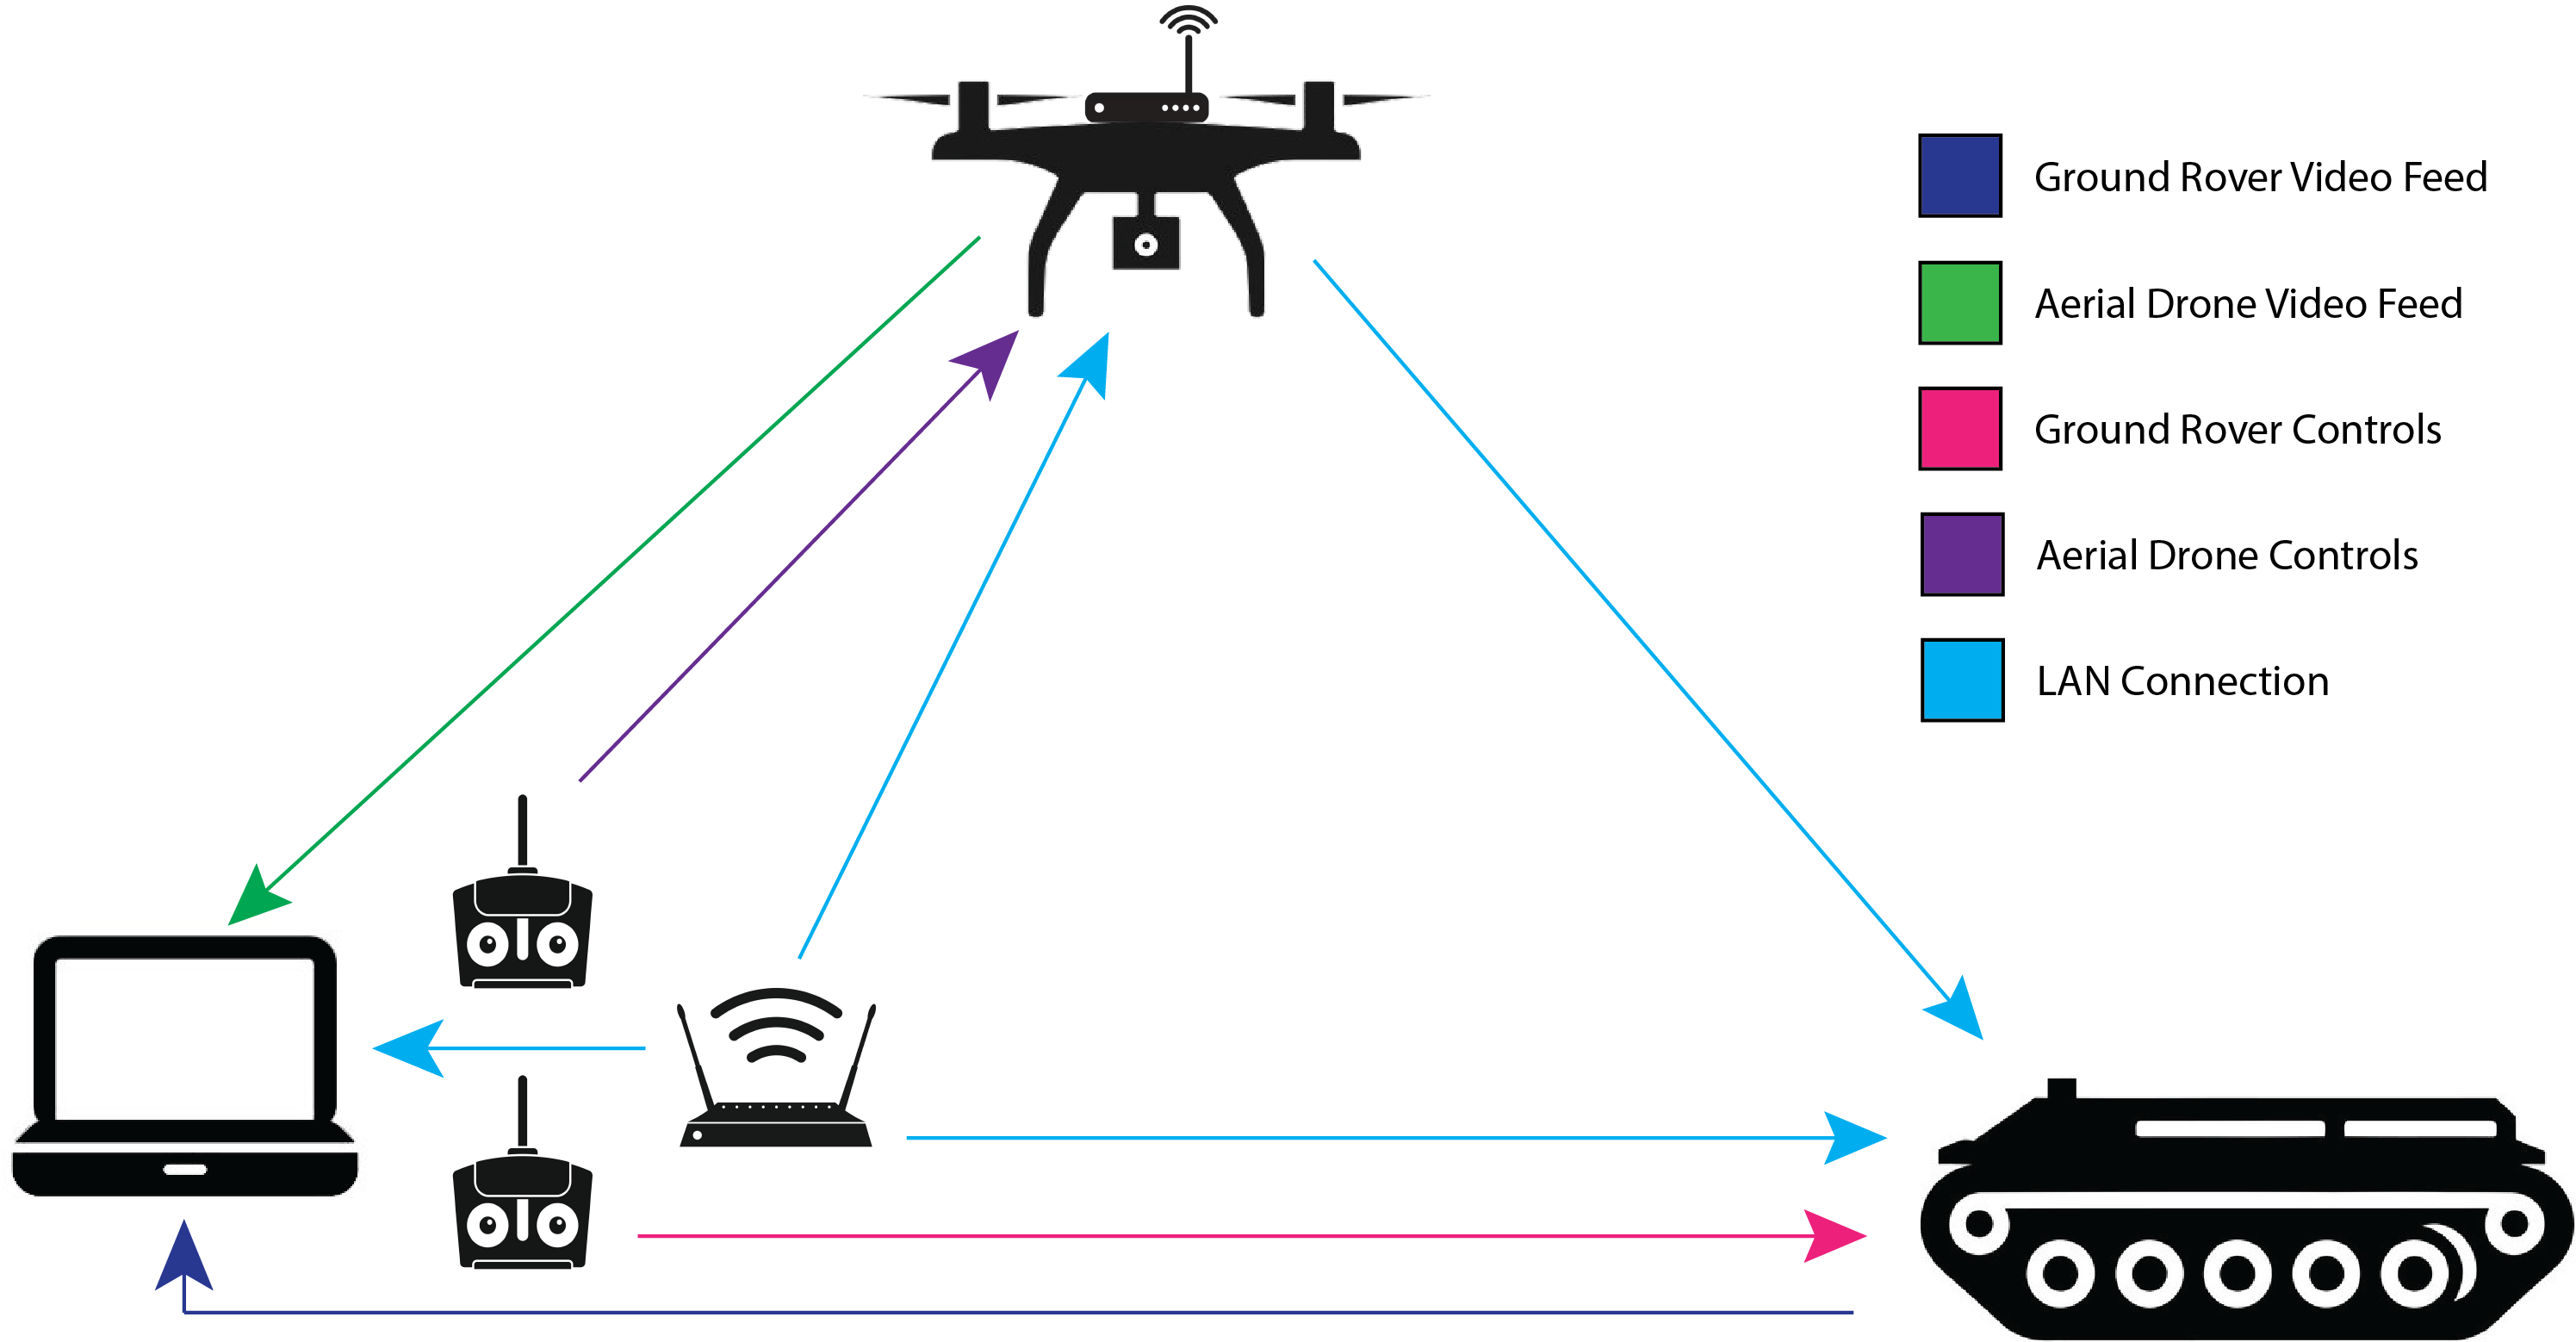 Ground Rover Video Feed
Aerial Drone Video Feed
Ground Rover Controls
Aerial Drone Controls
LAN Connection